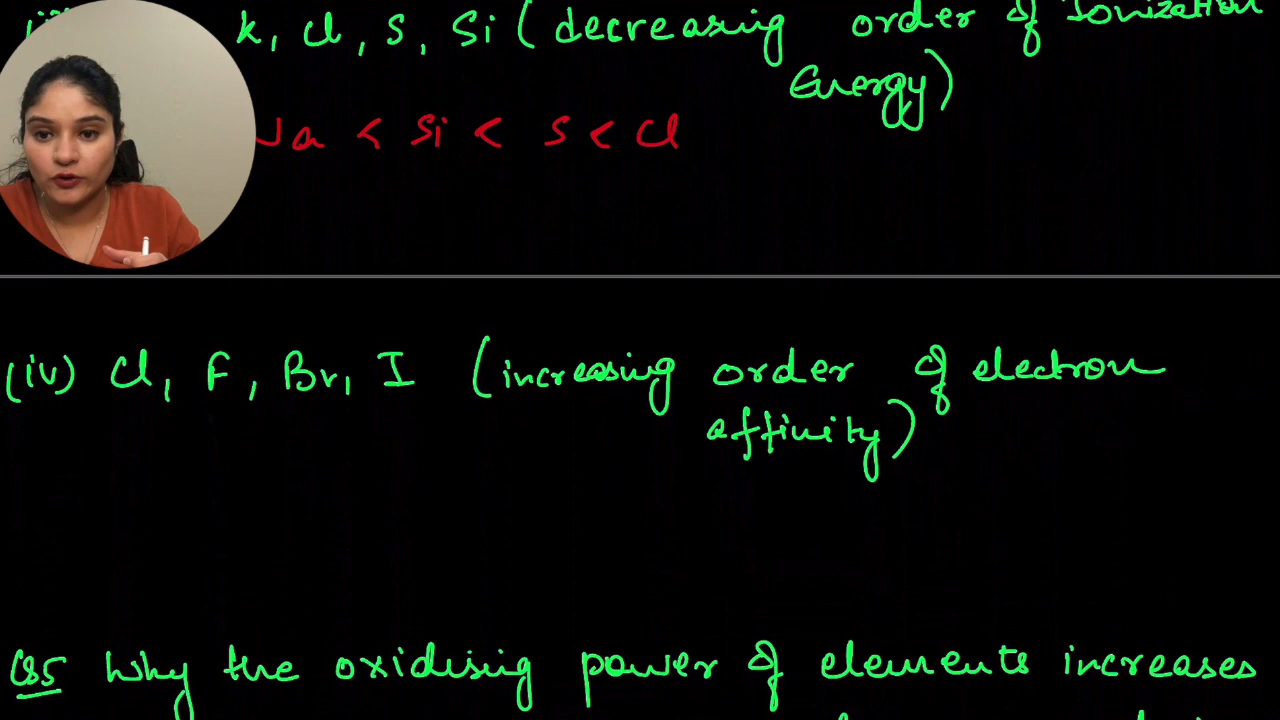 K, Cl, S, Si (decreasing order of Ionization
Energy)
Na < Si < S < Cl
(iv) Cl, F, Br, I (increasing order of electron
affinity)
Q5 Why the oxidising power of elements increases